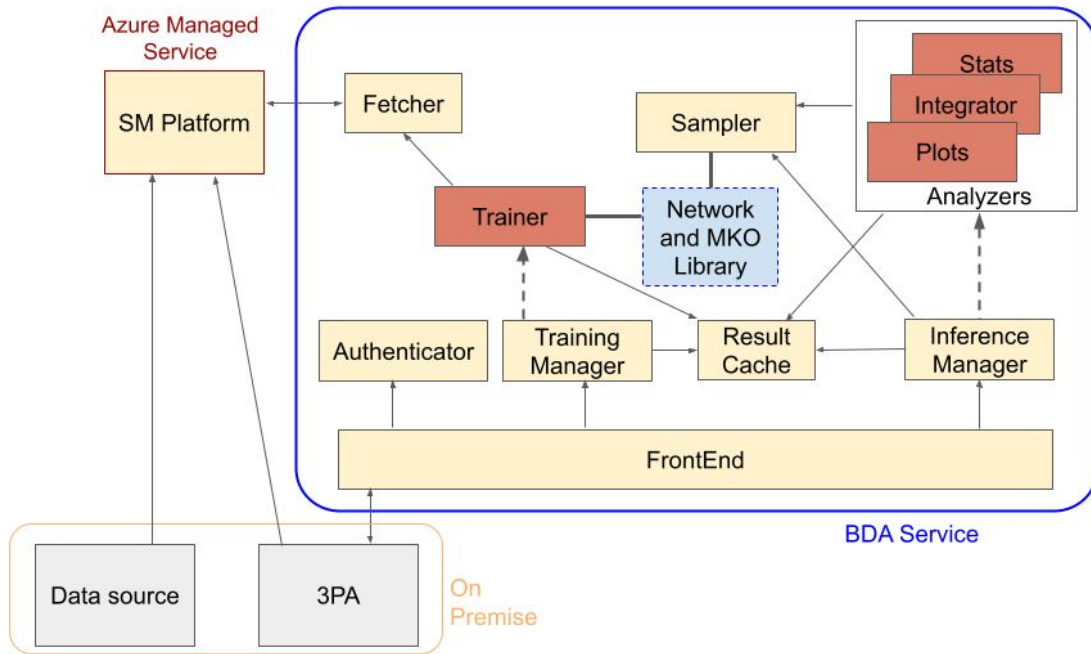 Azure Managed
Service
SM Platform
Fetcher
Sampler
Stats
Integrator
Plots
Analyzers
Trainer
Network
and MKO
Library
Authenticator
Training
Manager
Result
Cache
Inference
Manager
FrontEnd
BDA Service
Data source
3PA
On
Premise